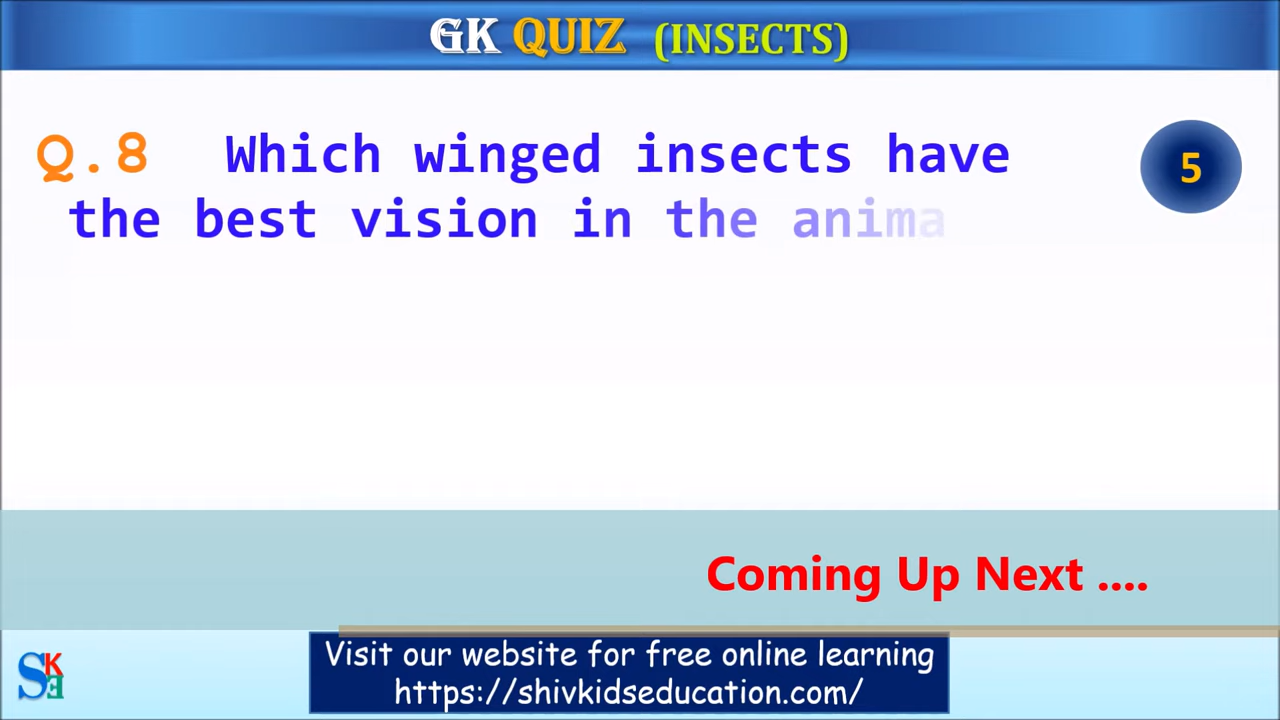 GK QUIZ (INSECTS)
Q.8 Which winged insects have
5
the best vision in the anima
Coming Up Next ....
Visit our website for free online learning
https://shivkidseducation.com/
SKE